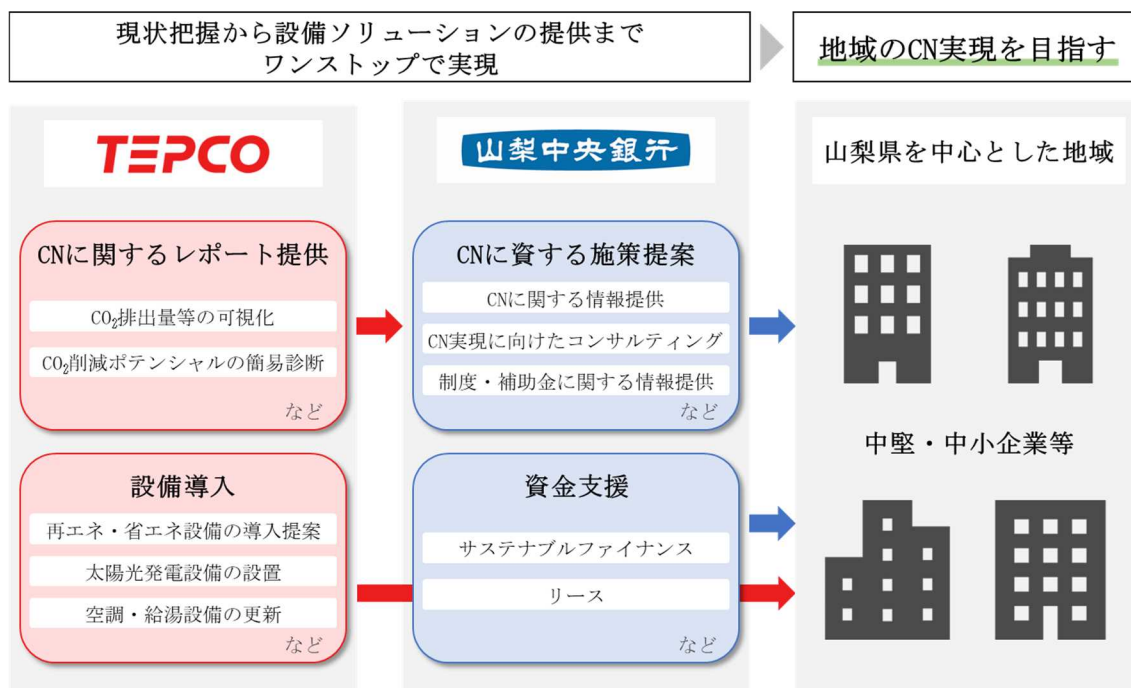 現状把握から設備ソリューションの提供まで
ワンストップで実現
地域のCN実現を目指す
TEPCO
CNに関するレポート提供
CO₂排出量等の可視化
CO₂削減ポテンシャルの簡易診断
など
設備導入
再エネ・省エネ設備の導入提案
太陽光発電設備の設置
空調・給湯設備の更新
など
山梨中央銀行
CNに資する施策提案
CNに関する情報提供
CN実現に向けたコンサルティング
制度・補助金に関する情報提供
など
資金支援
サステナブルファイナンス
リース
など
山梨県を中心とした地域
中堅・中小企業等